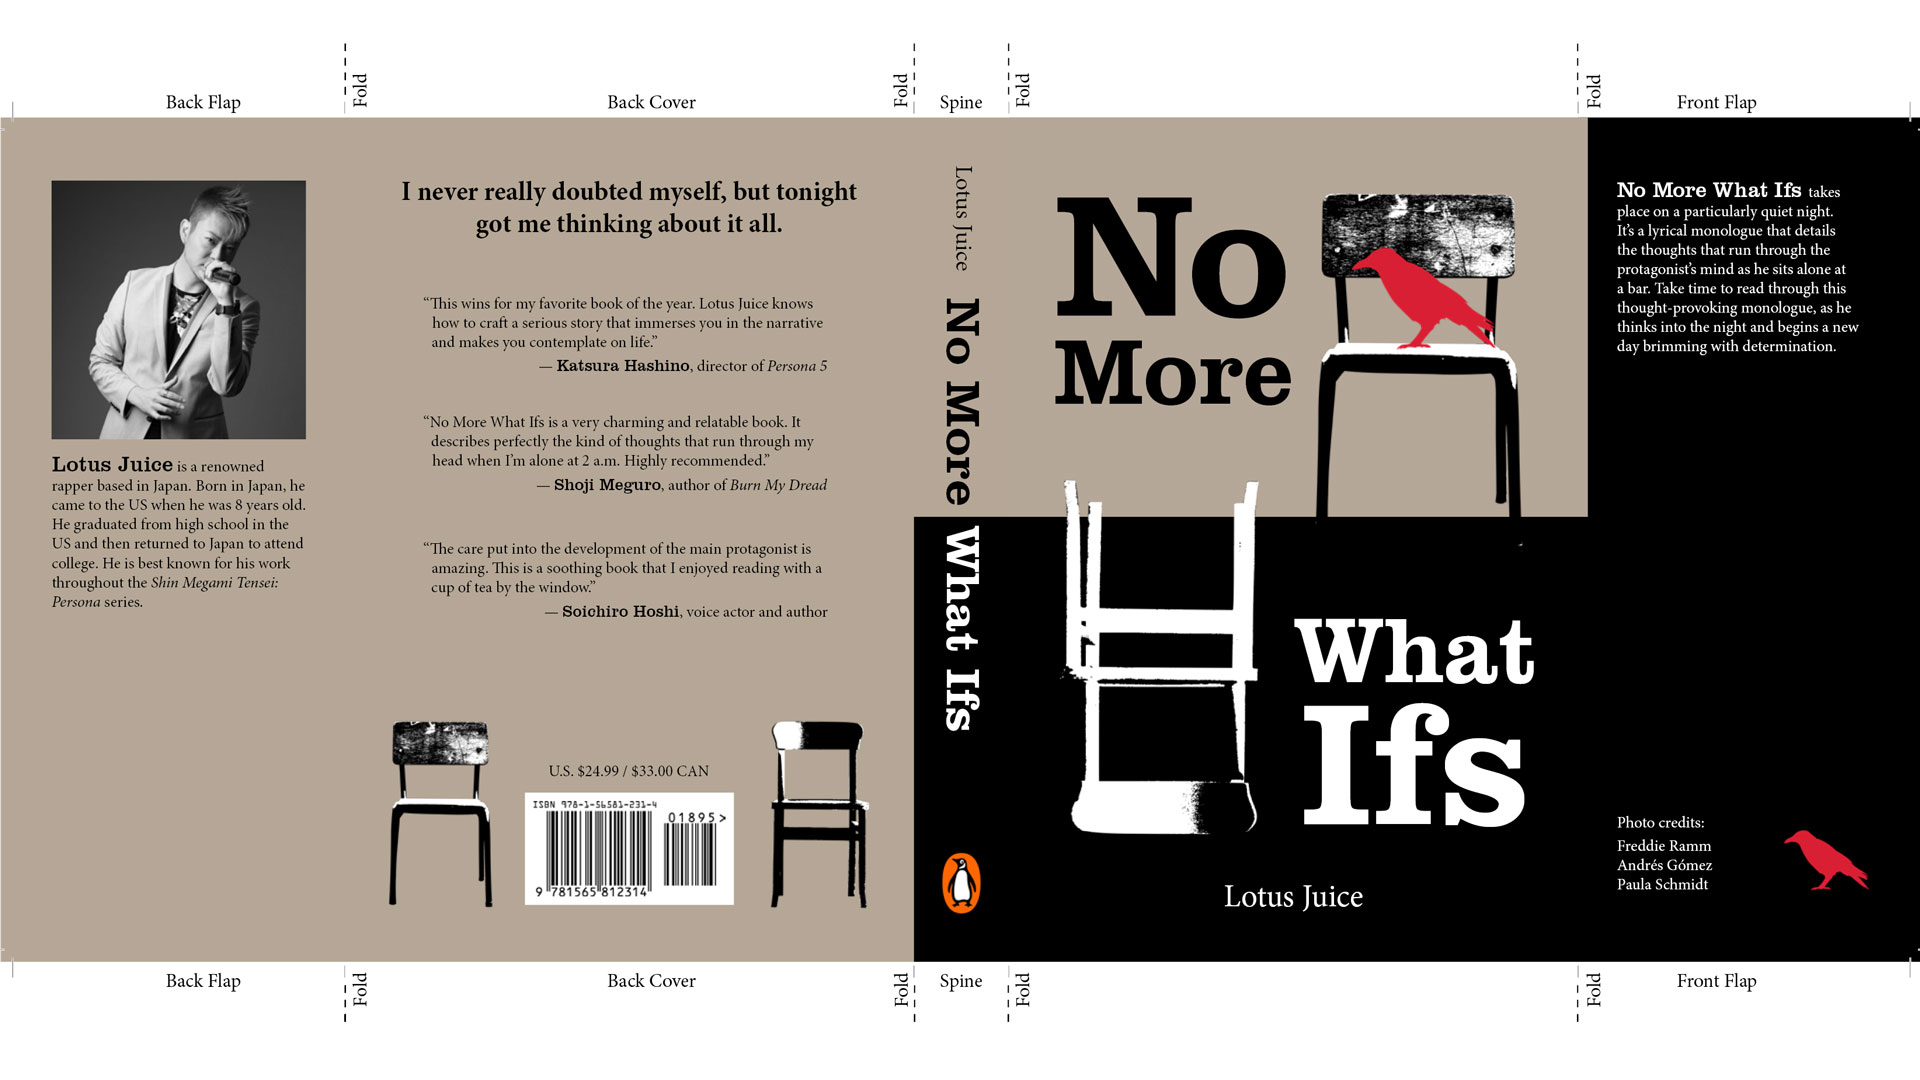 Back Flap
Fold
Back Cover
Fold
Spine
Fold
Fold
Front Flap
Lotus Juice is a renowned
rapper based in Japan. Born in Japan, he
came to the US when he was 8 years old.
He graduated from high school in the
US and then returned to Japan to attend
college. He is best known for his work
throughout the Shin Megami Tensei:
Persona series.
I never really doubted myself, but tonight
got me thinking about it all.
“This wins for my favorite book of the year. Lotus Juice knows
how to craft a serious story that immerses you in the narrative
and makes you contemplate on life.”
— Katsura Hashino, director of Persona 5
“No More What Ifs is a very charming and relatable book. It
describes perfectly the kind of thoughts that run through my
head when I’m alone at 2 a.m. Highly recommended.”
— Shoji Meguro, author of Burn My Dread
“The care put into the development of the main protagonist is
amazing. This is a soothing book that I enjoyed reading with a
cup of tea by the window.”
— Soichiro Hoshi, voice actor and author
U.S. $24.99 / $33.00 CAN
ISBN 978-1-56581-231-4
01895>
9 781565 812314
Lotus Juice No More What Ifs
No
More
What
Ifs
Lotus Juice
No More What Ifs takes
place on a particularly quiet night.
It’s a lyrical monologue that details
the thoughts that run through the
protagonist’s mind as he sits alone at
a bar. Take time to read through this
thought-provoking monologue, as he
thinks into the night and begins a new
day brimming with determination.
Photo credits:
Freddie Ramm
Andrés Gómez
Paula Schmidt
Back Flap
Fold
Back Cover
Fold
Spine
Fold
Fold
Front Flap